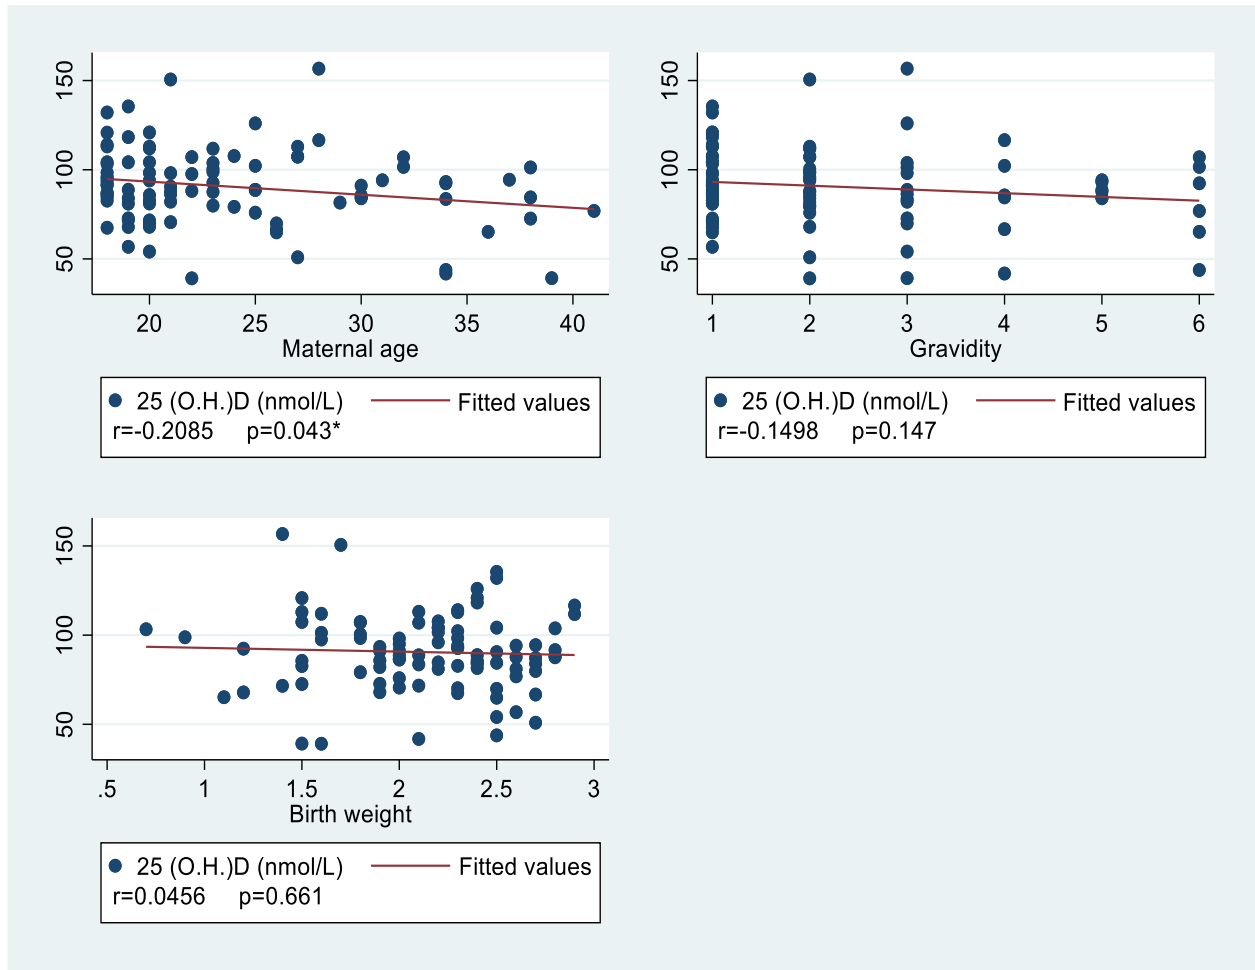 150
100
50
20 25 30 35 40
Maternal age
25 (O.H.)D (nmol/L) Fitted values
r=-0.2085 p=0.043*
150
100
50
1 2 3 4 5 6
Gravidity
25 (O.H.)D (nmol/L) Fitted values
r=-0.1498 p=0.147
150
100
50
.5 1 1.5 2 2.5 3
Birth weight
25 (O.H.)D (nmol/L) Fitted values
r=0.0456 p=0.661